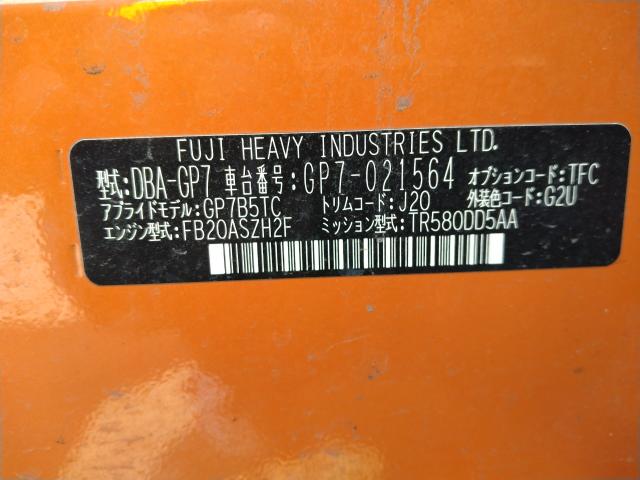 FUJI HEAVY INDUSTRIES LTD.
型式:DBA-GP7 車台番号:GP7-021564 オプションコード:TFC
アプライドモデル:GP7B5TC トリムコード:J20 外装色コード:G2U
エンジン型式:FB20ASZH2F ミッション型式:TR580DD5AA